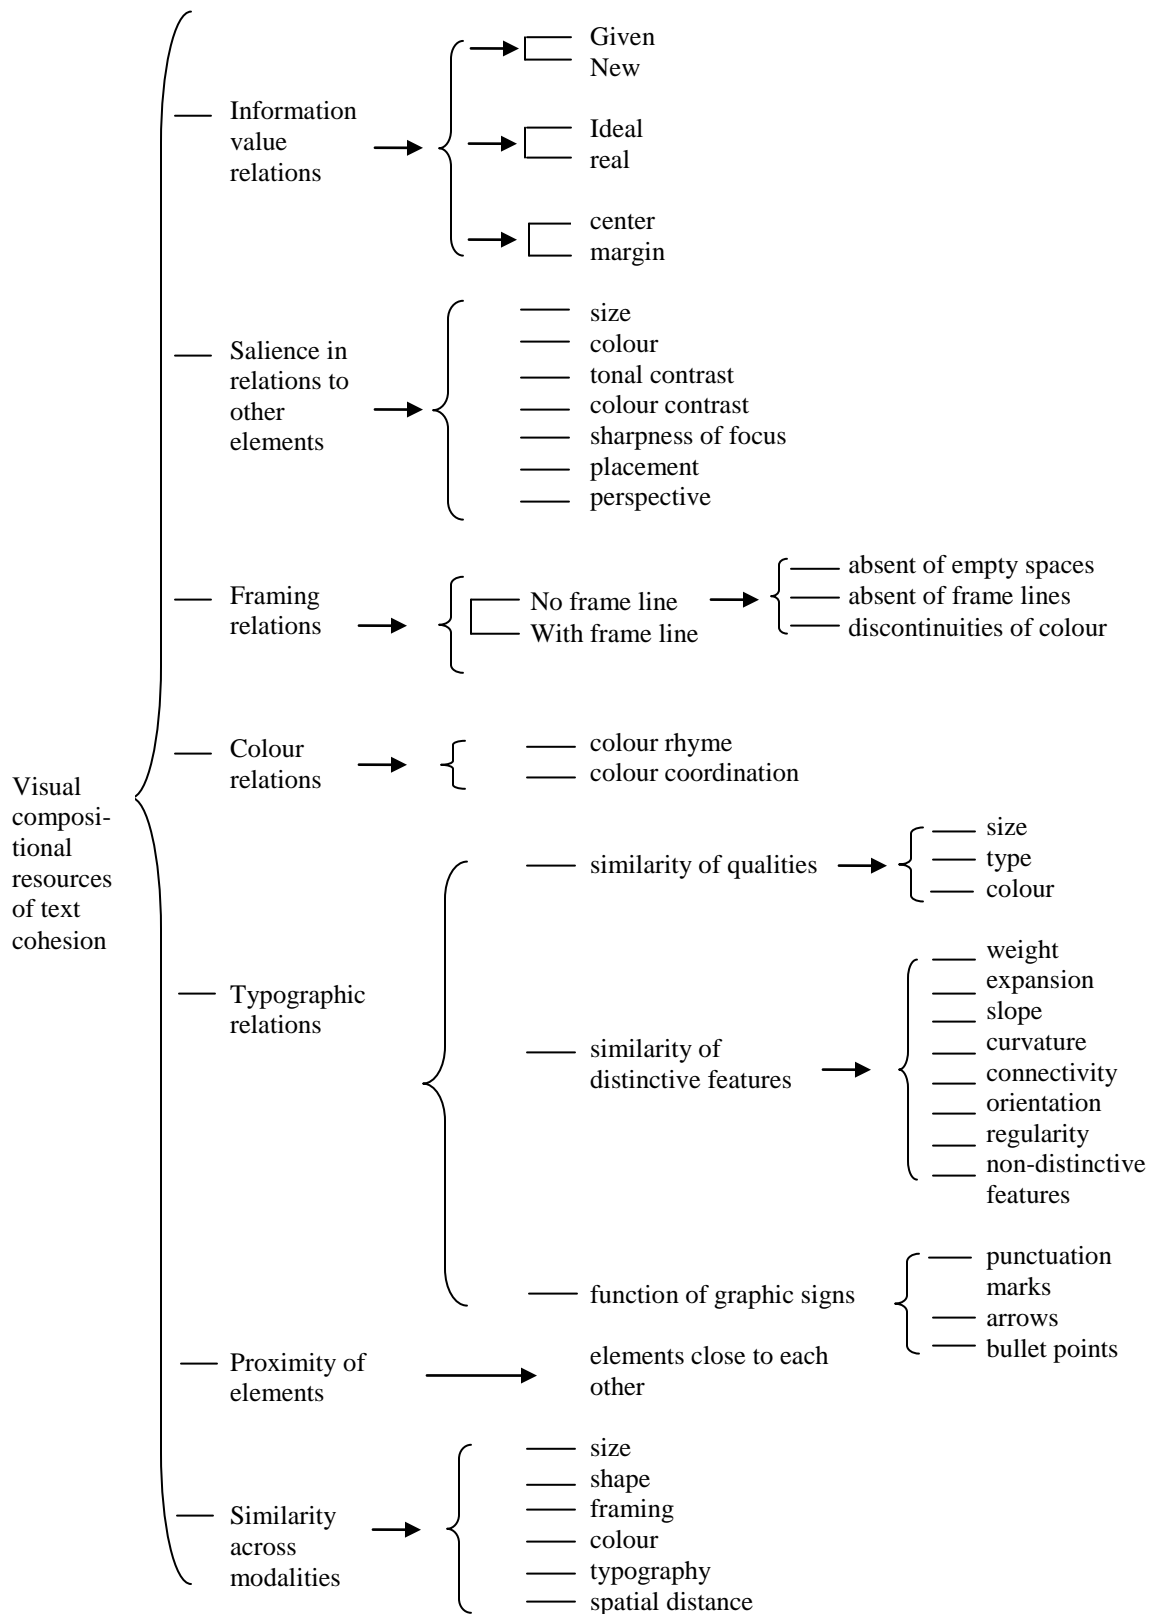 Visual
composi-
tional
resources
of text
cohesion
Information
value
relations
Given
New
Ideal
real
center
margin
Salience in
relations to
other
elements
size
colour
tonal contrast
colour contrast
sharpness of focus
placement
perspective
Framing
relations
No frame line
With frame line
absent of empty spaces
absent of frame lines
discontinuities of colour
Colour
relations
colour rhyme
colour coordination
Typographic
relations
similarity of qualities
size
type
colour
similarity of
distinctive features
weight
expansion
slope
curvature
connectivity
orientation
regularity
non-distinctive
features
function of graphic signs
punctuation
marks
arrows
bullet points
Proximity of
elements
elements close to each
other
Similarity
across
modalities
size
shape
framing
colour
typography
spatial distance